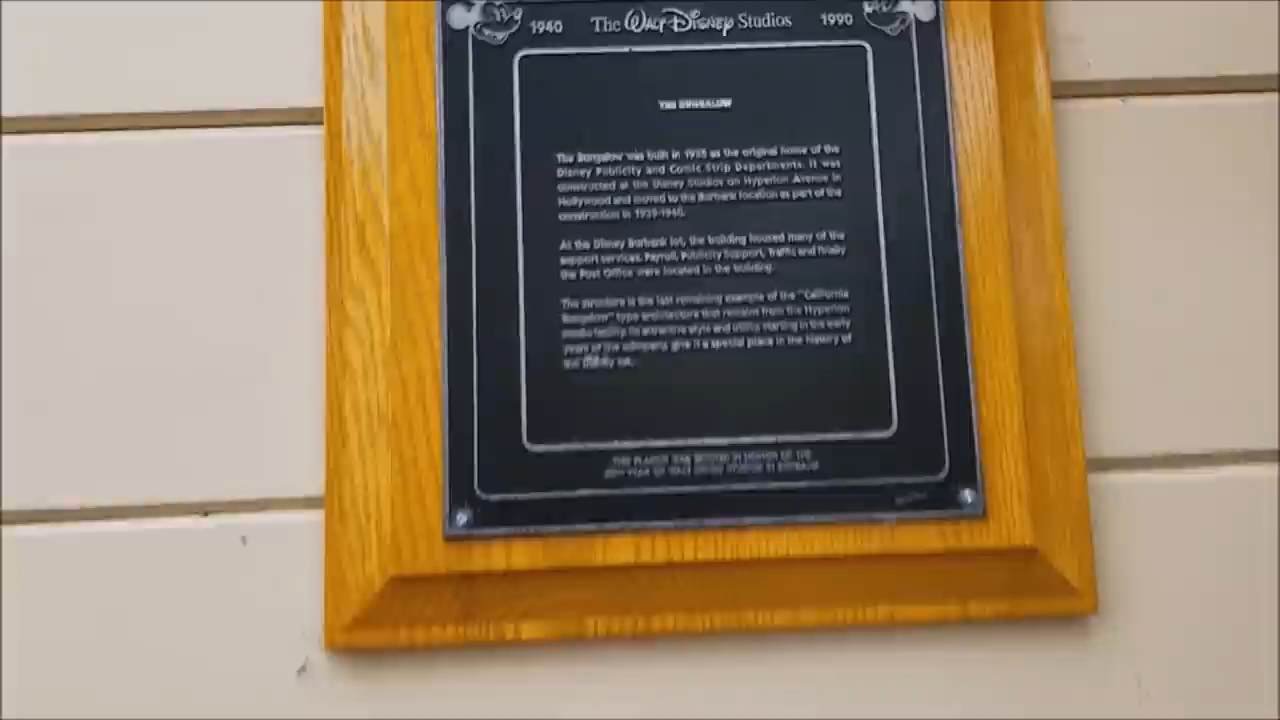 1940 The Walt Disney Studios 1990
THE BUNGALOW
The Bungalow was built in 1935 as the original home of the
Disney Publicity and Comic Strip Departments. It was
constructed at the Disney Studios on Hyperion Avenue in
Hollywood and moved to the Burbank location as part of the
construction in 1939-1940.
At the Disney Burbank lot, the building housed many of the
support services. Payroll, Publicity Support, Traffic and finally
the Post Office were located in the building.
The structure is the last remaining example of the "California
Bungalow" type architecture that remains from the Hyperion
studio facility. Its attractive style and utility starting in the early
years of the company give it a special place in the history of
the Disney lot.